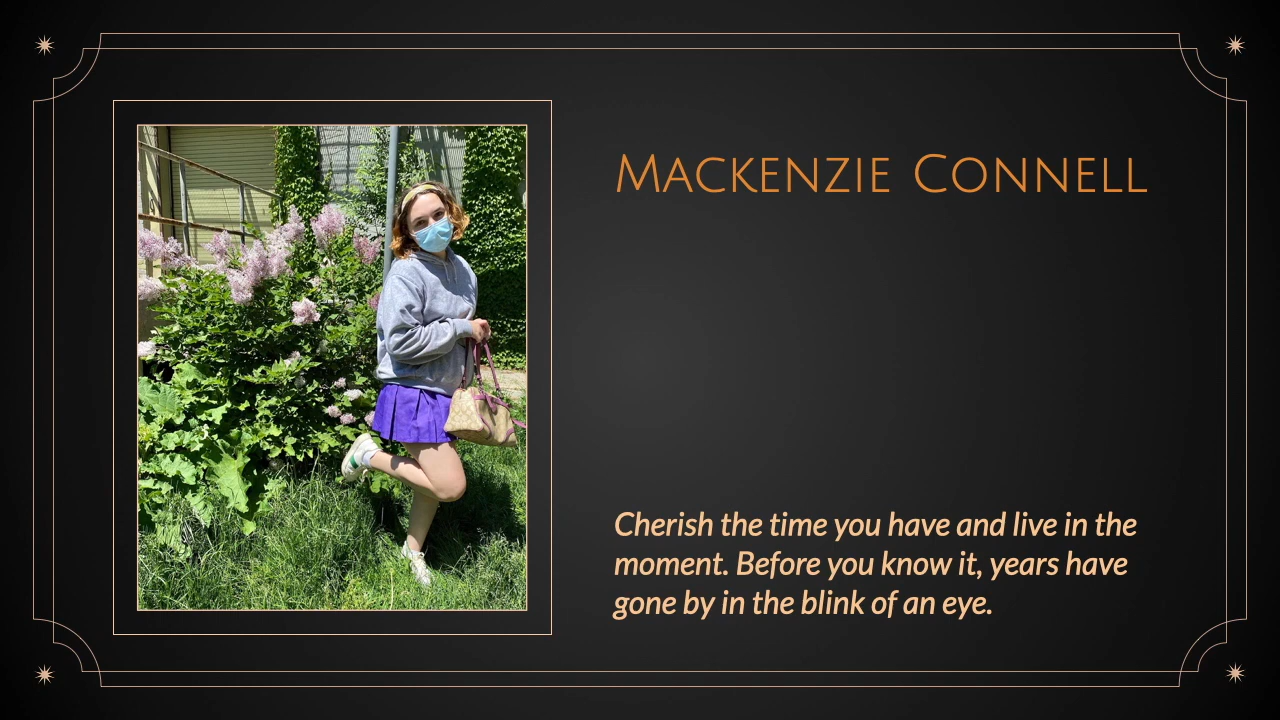 Mackenzie Connell
Cherish the time you have and live in the
moment. Before you know it, years have
gone by in the blink of an eye.